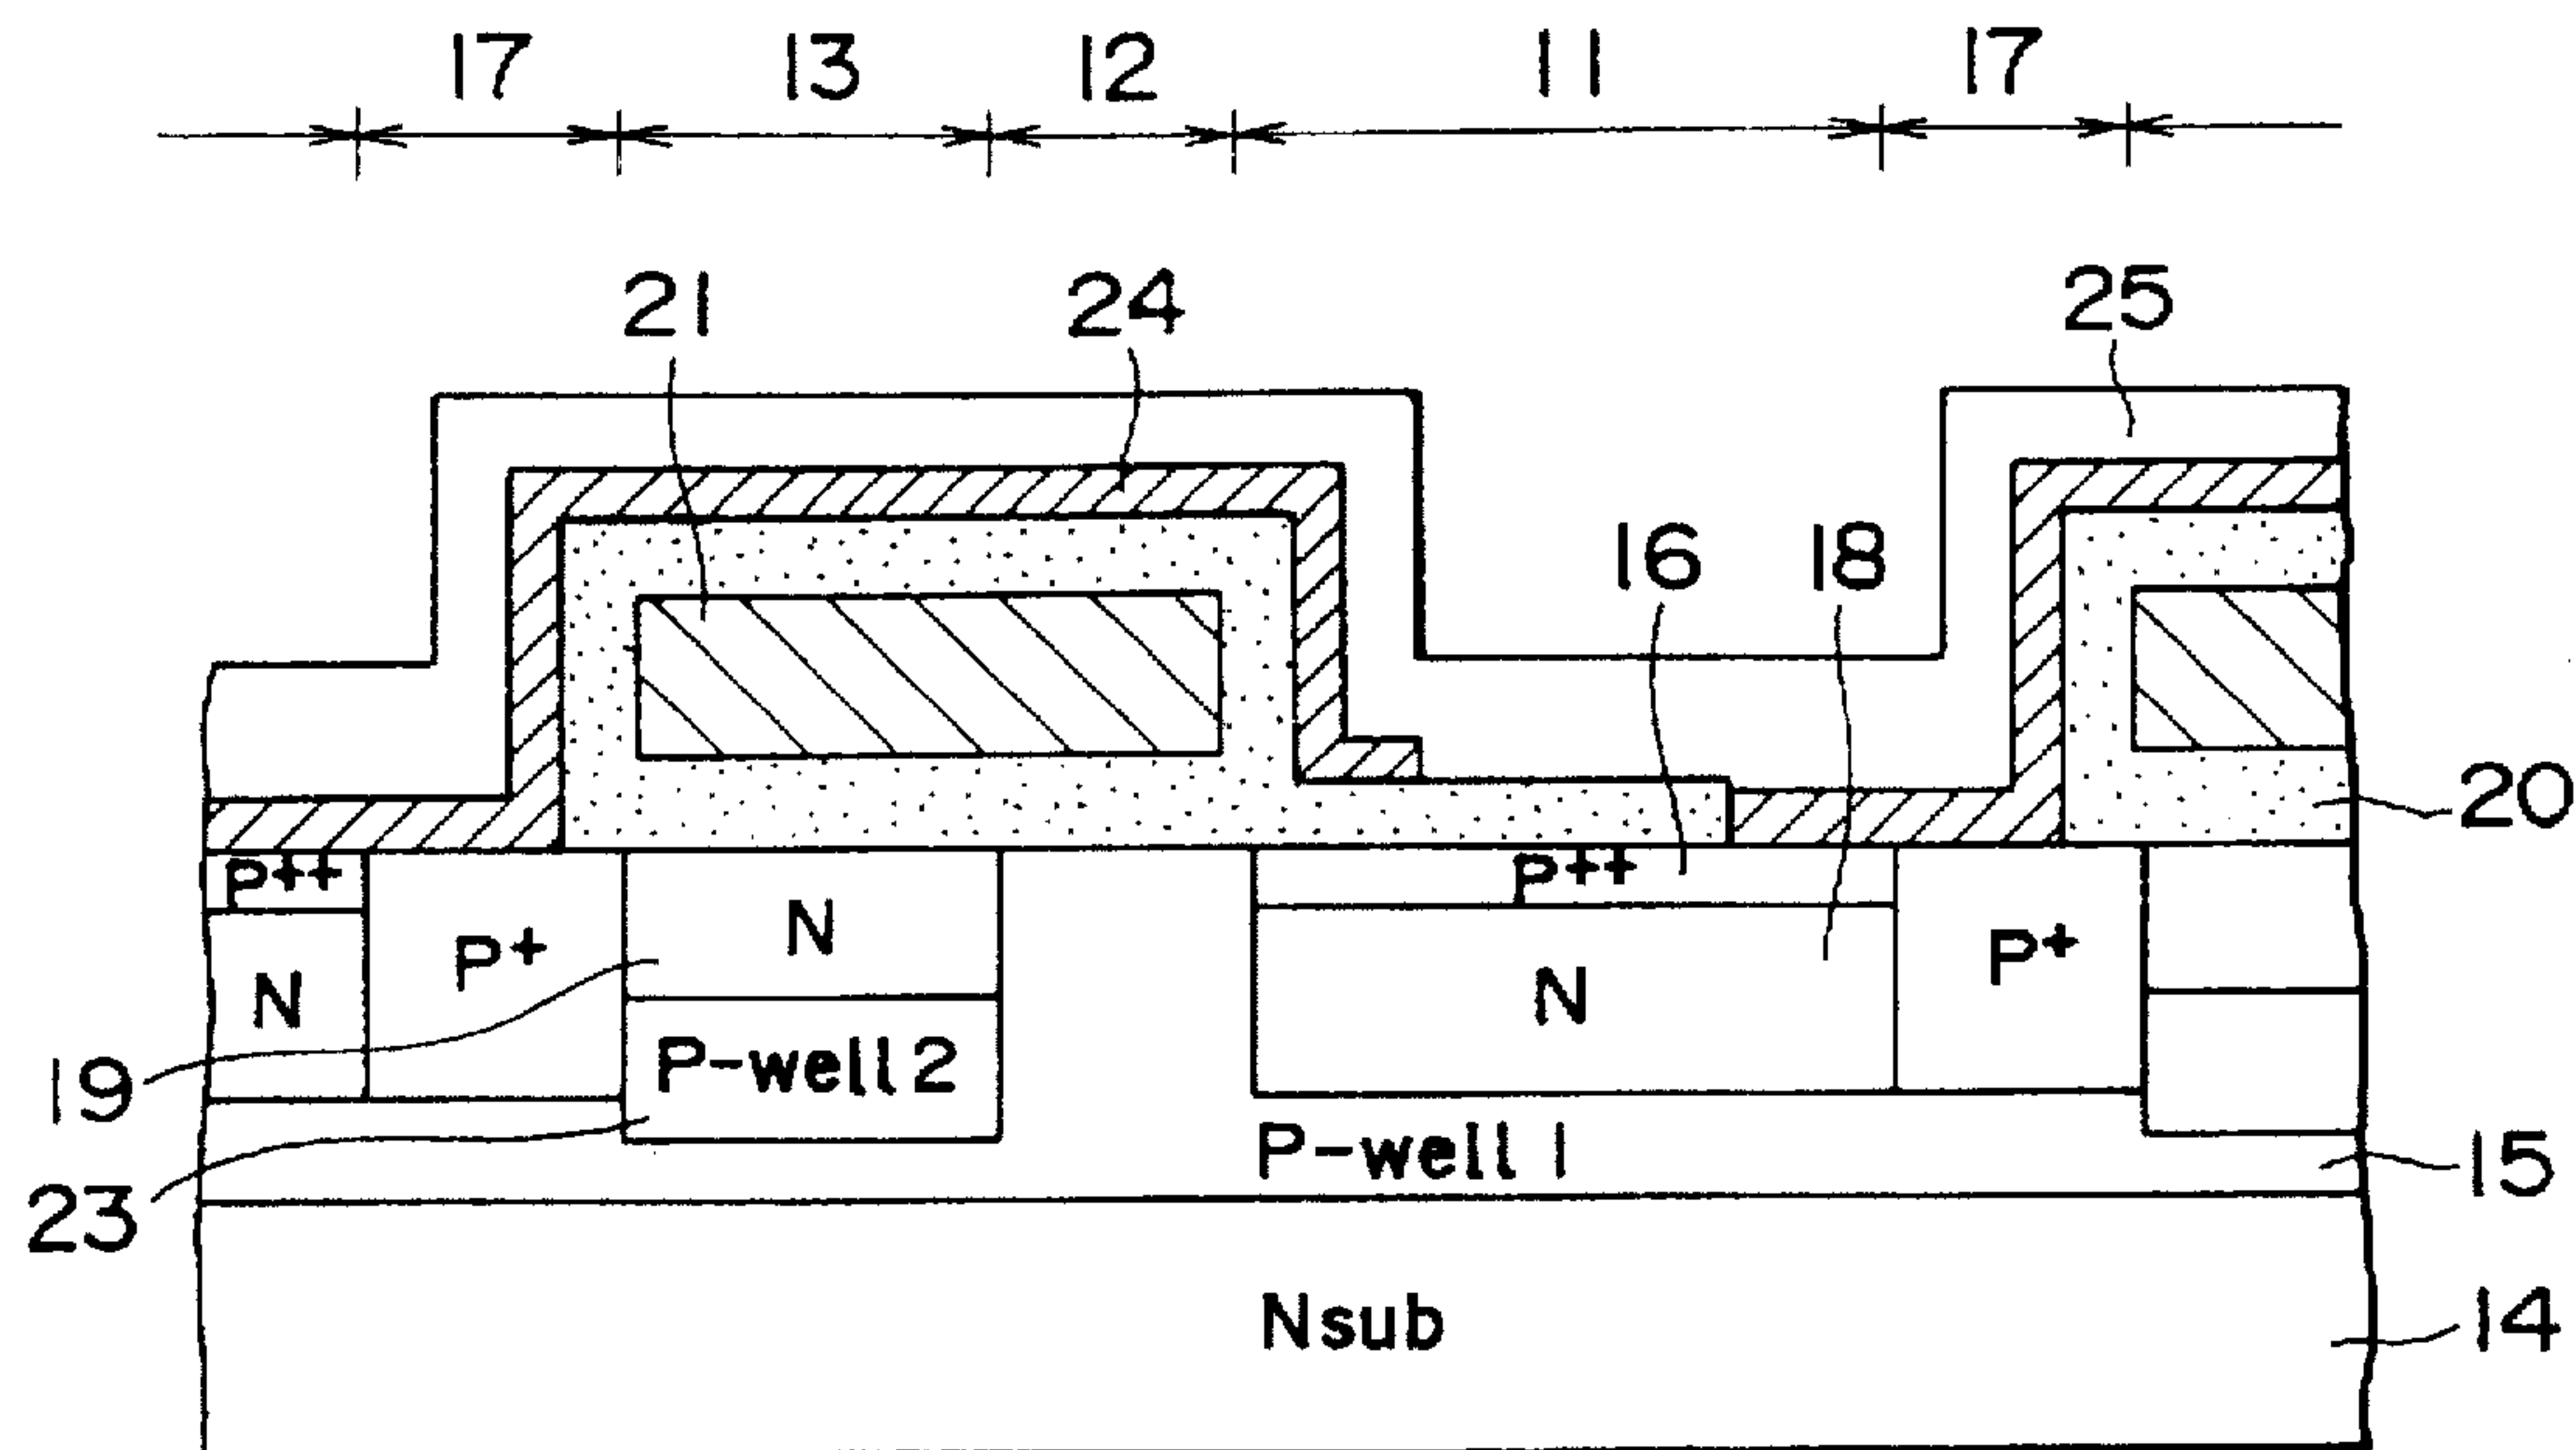 17 13 12 11 17
21 24 25
16 18
20
P++ P++
N
P+ P+
N N
P-well 2
19
P-well 1
15
23
Nsub
14